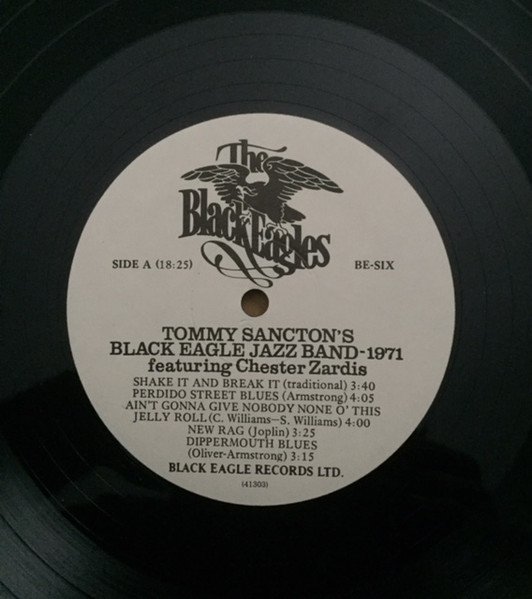 The
Black Eagles
SIDE A (18:25)
BE-SIX
TOMMY SANCTON'S
BLACK EAGLE JAZZ BAND-1971
featuring Chester Zardis
SHAKE IT AND BREAK IT (traditional) 3:40
PERDIDO STREET BLUES (Armstrong) 4:05
AIN'T GONNA GIVE NOBODY NONE O' THIS
JELLY ROLL (C. Williams—S. Williams) 4:00
NEW RAG (Joplin) 3:25
DIPPERMOUTH BLUES
(Oliver-Armstrong) 3:15
BLACK EAGLE RECORDS LTD.
(41303)